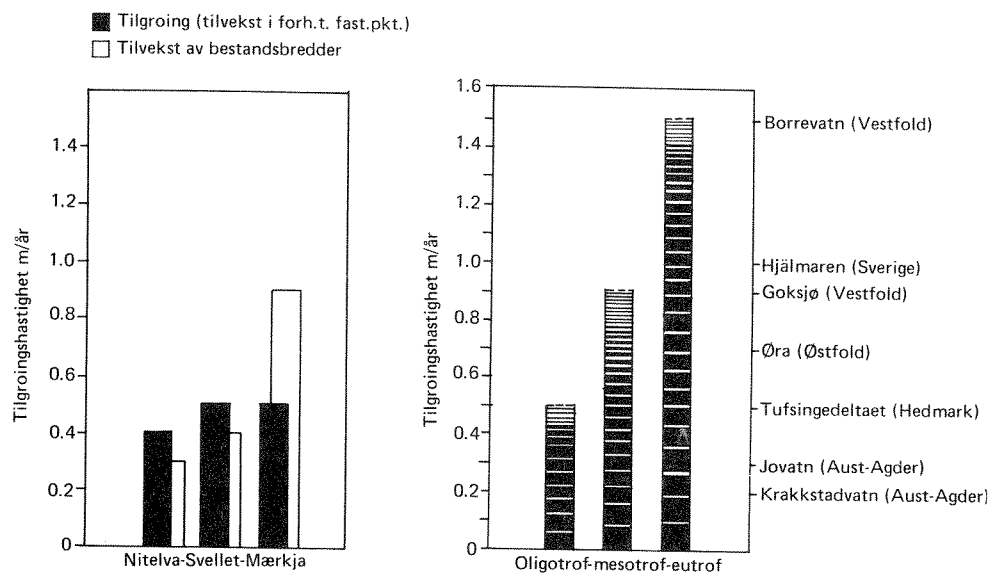 Tilgroing (tilvekst i forh.t. fast.pkt.)
Tilvekst av bestandsbredder
Tilgroingshastighet m/år
1.4
1.2
1.0
0.8
0.6
0.4
0.2
0
Nitelva-Svellet-Mærkja
Tilgroingshastighet m/år
1.6
1.4
1.2
1.0
0.8
0.6
0.4
0.2
0
Oligotrof-mesotrof-eutrof
Borrevatn (Vestfold)
Hjälmaren (Sverige)
Goksjø (Vestfold)
Øra (Østfold)
Tufsingedeltaet (Hedmark)
Jovatn (Aust-Agder)
Krakkstadvatn (Aust-Agder)